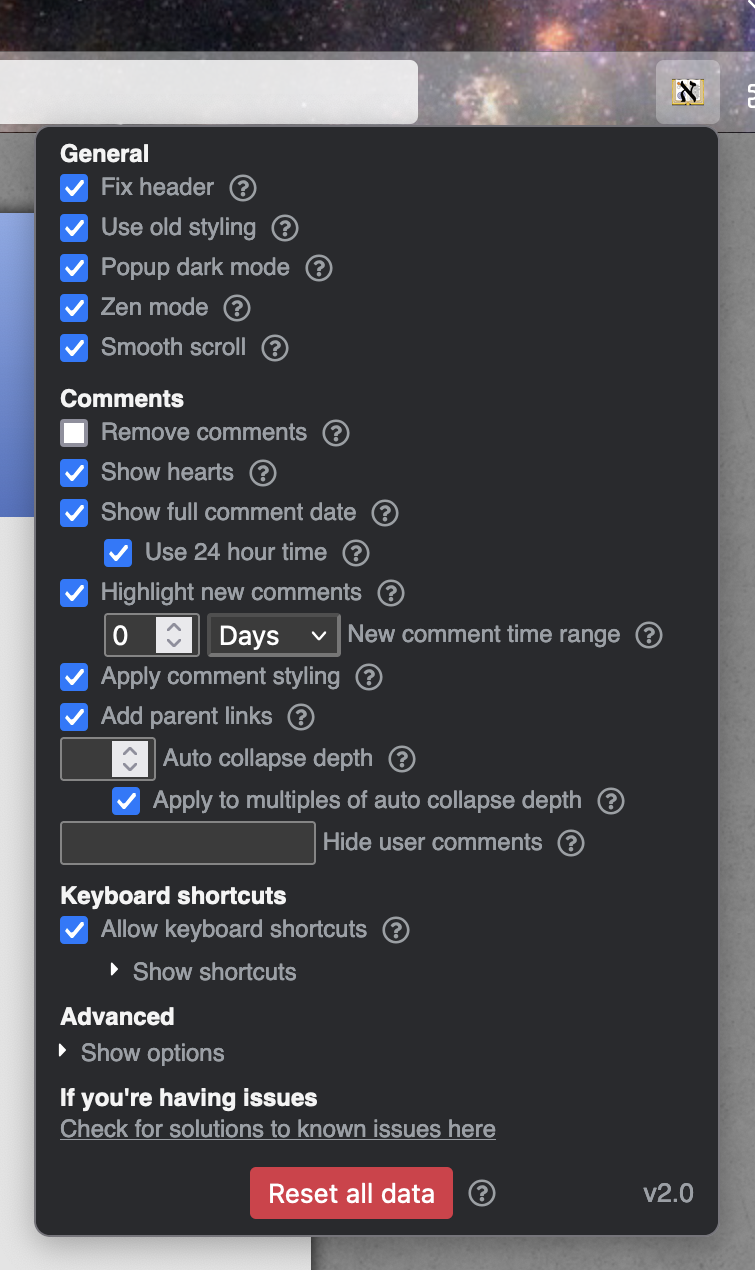 א
General
Fix header ?
Use old styling ?
Popup dark mode ?
Zen mode ?
Smooth scroll ?
Comments
Remove comments ?
Show hearts ?
Show full comment date ?
Use 24 hour time ?
Highlight new comments ?
0 Days New comment time range ?
Apply comment styling ?
Add parent links ?
Auto collapse depth ?
Apply to multiples of auto collapse depth ?
Hide user comments ?
Keyboard shortcuts
Allow keyboard shortcuts ?
Show shortcuts
Advanced
Show options
If you're having issues
Check for solutions to known issues here
Reset all data ? v2.0